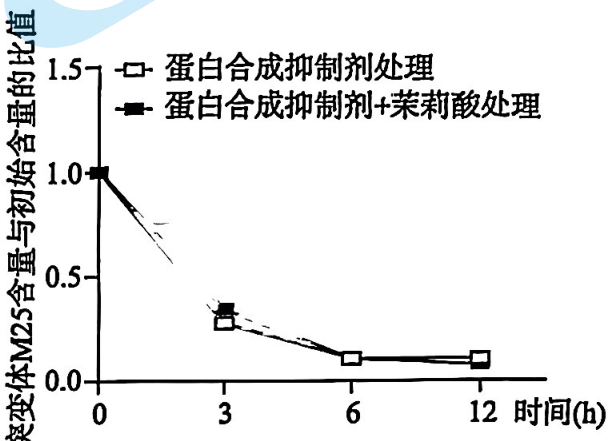 突变体M25含量与初始含量的比值
1.5
蛋白合成抑制剂处理
蛋白合成抑制剂+茉莉酸处理
1.0
0.5
0.0
0 3 6 12 时间(h)